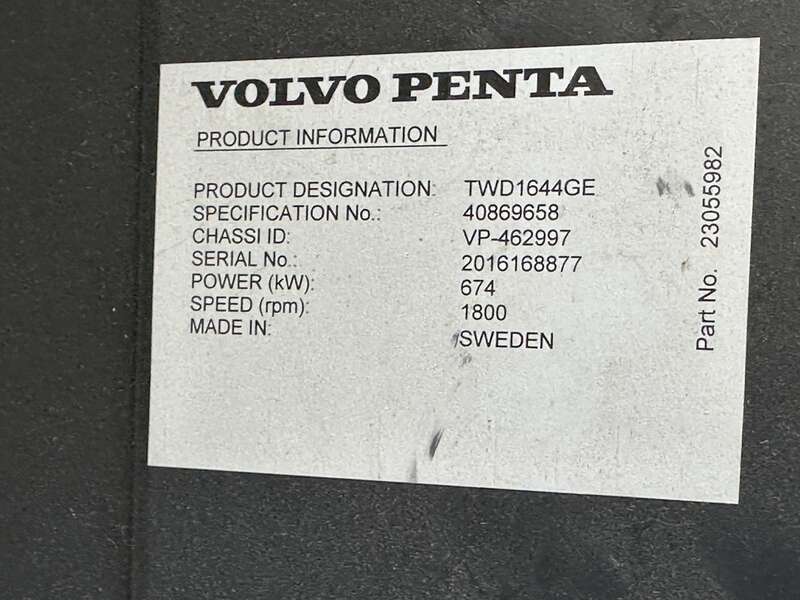 VOLVO PENTA
PRODUCT INFORMATION
PRODUCT DESIGNATION: TWD1644GE
SPECIFICATION No.: 40869658
CHASSI ID: VP-462997
SERIAL No.: 2016168877
POWER (kW): 674
SPEED (rpm): 1800
MADE IN: SWEDEN
Part No. 23055982